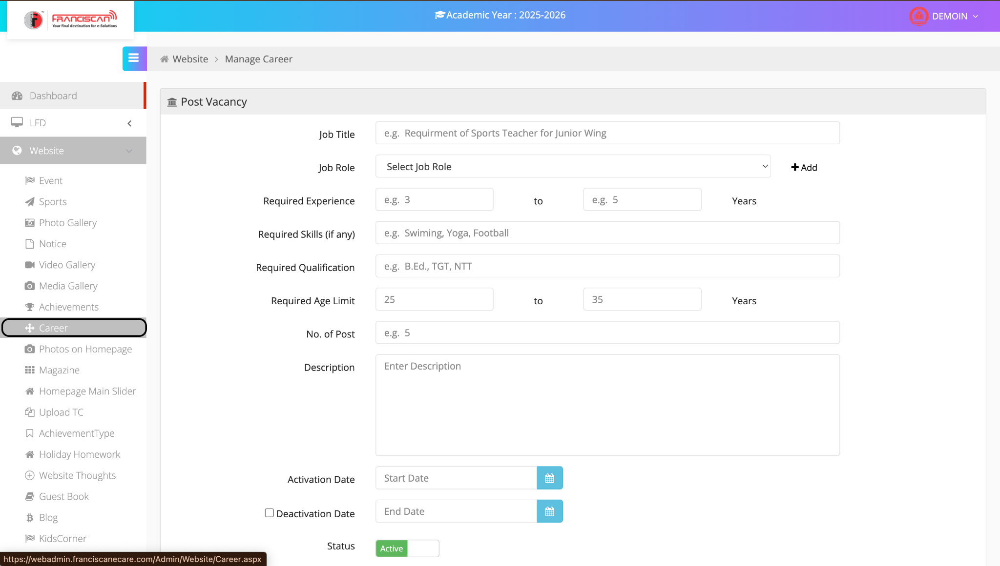 FRANCISCAN
Your final destination for e-Solutions
Academic Year : 2025-2026
DEMOIN
Website > Manage Career
Dashboard
LFD
Website
Event
Sports
Photo Gallery
Notice
Video Gallery
Media Gallery
Achievements
Career
Photos on Homepage
Magazine
Homepage Main Slider
Upload TC
AchievementType
Holiday Homework
Website Thoughts
Guest Book
Blog
KidsCorner
Post Vacancy
Job Title
e.g. Requirment of Sports Teacher for Junior Wing
Job Role
Select Job Role
Add
Required Experience
e.g. 3
to
e.g. 5
Years
Required Skills (if any)
e.g. Swiming, Yoga, Football
Required Qualification
e.g. B.Ed., TGT, NTT
Required Age Limit
25
to
35
Years
No. of Post
e.g. 5
Description
Enter Description
Activation Date
Start Date
Deactivation Date
End Date
Status
Active
https://webadmin.franciscanecare.com/Admin/Website/Career.aspx